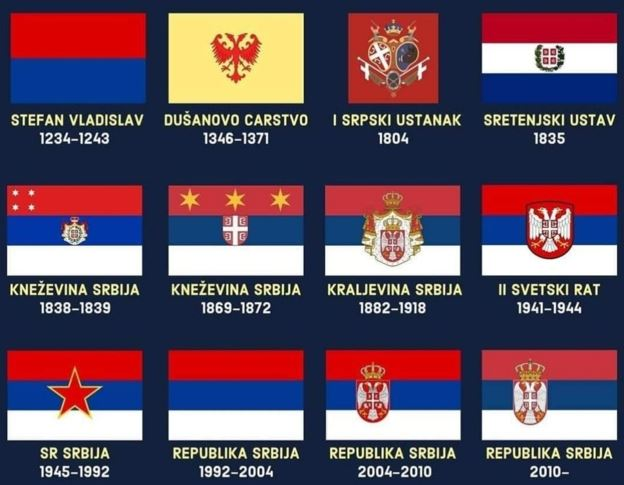 STEFAN VLADISLAV
1234-1243
DUŠANOVO CARSTVO
1346-1371
I SRPSKI USTANAK
1804
SRETENJSKI USTAV
1835
KNEŽEVINA SRBIJA
1838-1839
KNEŽEVINA SRBIJA
1869-1872
KRALJEVINA SRBIJA
1882-1918
II SVETSKI RAT
1941-1944
SR SRBIJA
1945-1992
REPUBLIKA SRBIJA
1992-2004
REPUBLIKA SRBIJA
2004-2010
REPUBLIKA SRBIJA
2010-